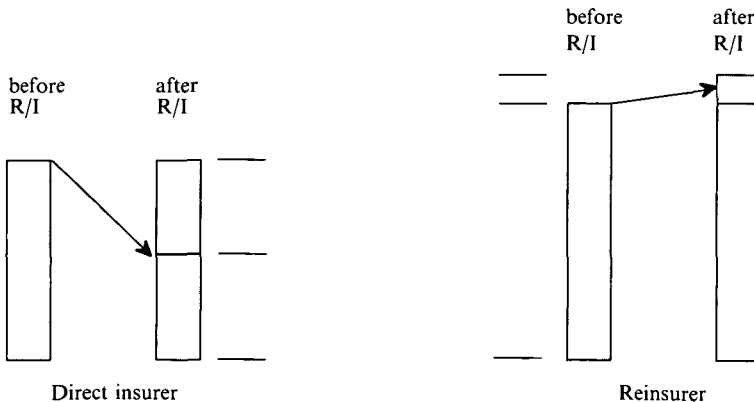 before
R/I
after
R/I
before
R/I
after
R/I
Direct insurer
Reinsurer